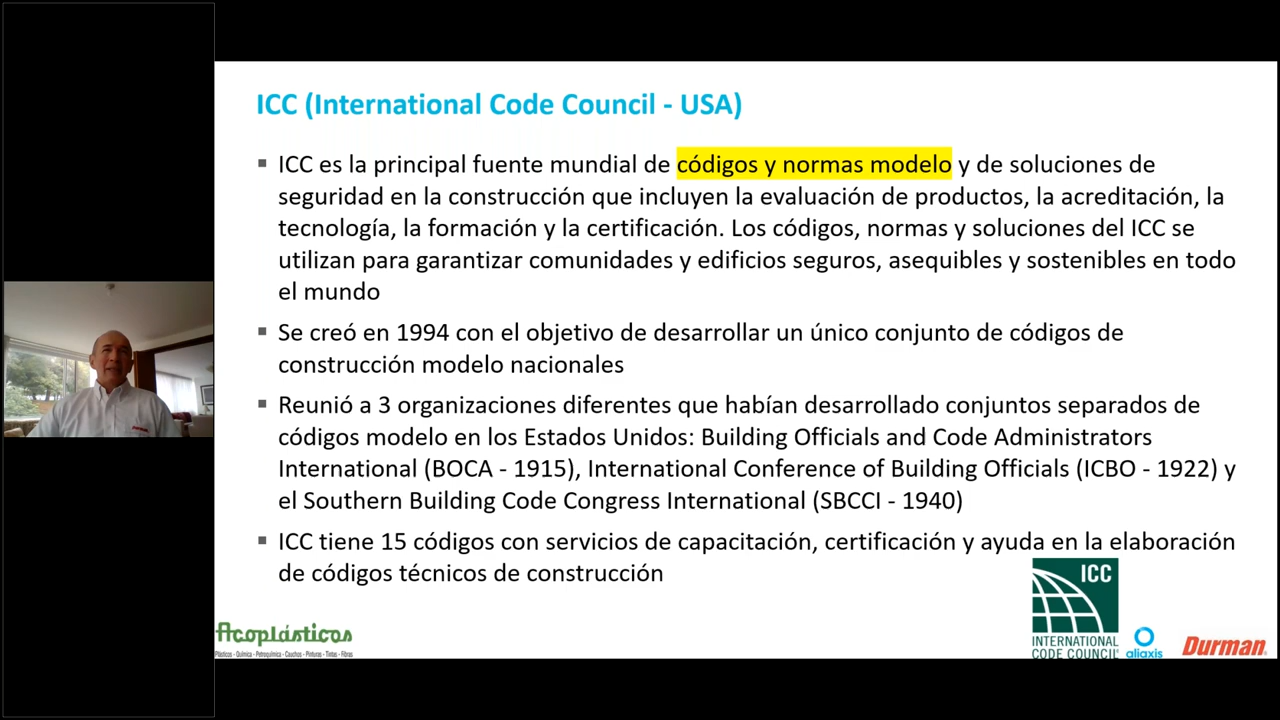 ICC (International Code Council - USA)
ICC es la principal fuente mundial de códigos y normas modelo y de soluciones de
seguridad en la construcción que incluyen la evaluación de productos, la acreditación, la
tecnología, la formación y la certificación. Los códigos, normas y soluciones del ICC se
utilizan para garantizar comunidades y edificios seguros, asequibles y sostenibles en todo
el mundo
Se creó en 1994 con el objetivo de desarrollar un único conjunto de códigos de
construcción modelo nacionales
Reunió a 3 organizaciones diferentes que habían desarrollado conjuntos separados de
códigos modelo en los Estados Unidos: Building Officials and Code Administrators
International (BOCA - 1915), International Conference of Building Officials (ICBO - 1922) y
el Southern Building Code Congress International (SBCCI - 1940)
ICC tiene 15 códigos con servicios de capacitación, certificación y ayuda en la elaboración
de códigos técnicos de construcción
ICC
INTERNATIONAL
CODE COUNCIL
Acoplásticos
Plásticos - Química - Petroquímica - Cauchos - Pinturas - Tintas - Fibras
aliaxis
Durman